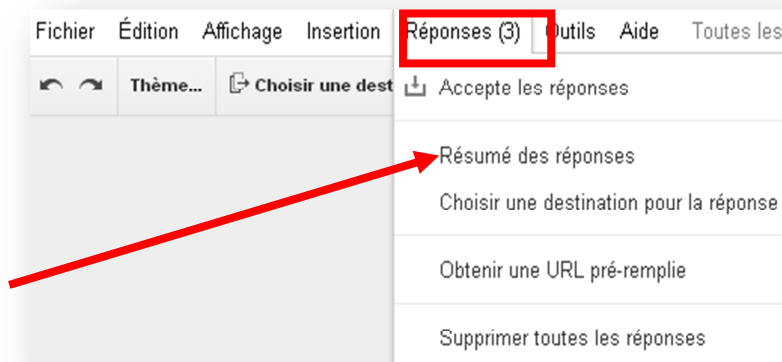 Fichier Édition Affichage Insertion Réponses (3) Outils Aide Toutes les
Thème... Choisir une dest
Accepte les réponses
Résumé des réponses
Choisir une destination pour la réponse
Obtenir une URL pré-remplie
Supprimer toutes les réponses